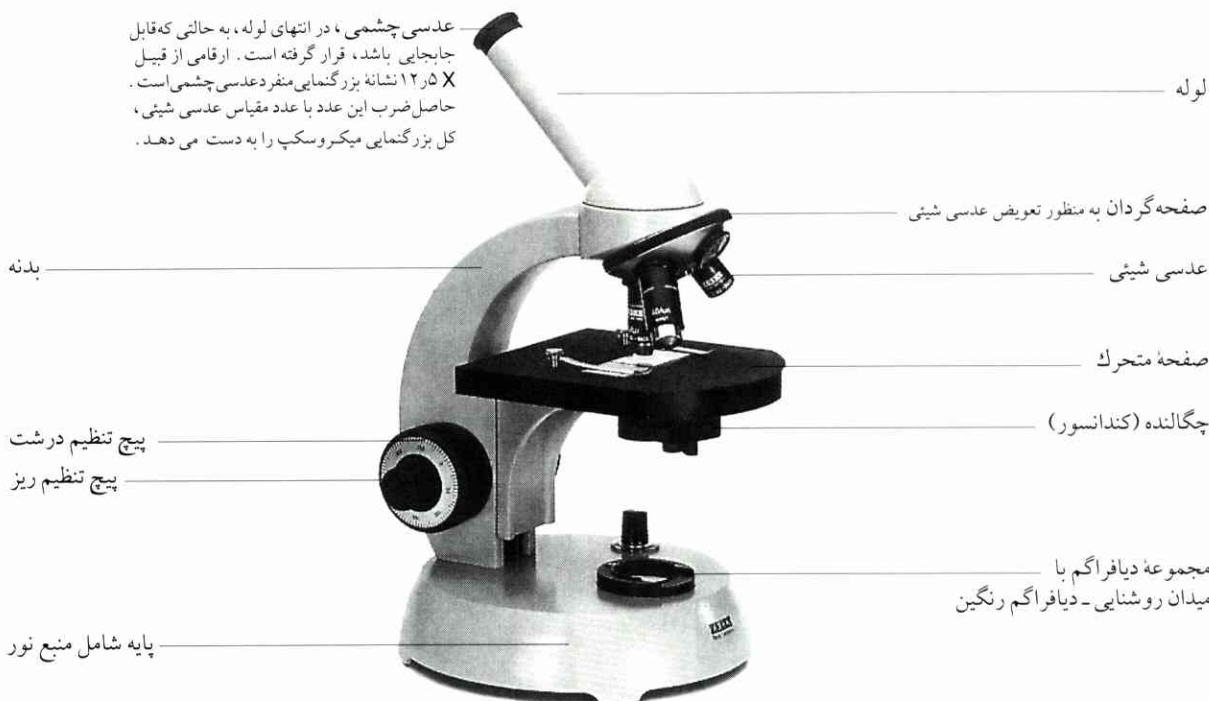 عدسی چشمی، در انتهای لوله، به حالتی که قابل
جابجایی باشد، قرار گرفته است. ارقامی از قبیل
۱۲٫۵ X نشانهٔ بزرگنمایی منفرد عدسی چشمی است.
حاصل ضرب این عدد با عدد مقیاس عدسی شیئی،
کل بزرگنمایی میکروسکپ را به دست می دهد.
لوله
صفحه گردان به منظور تعویض عدسی شیئی
عدسی شیئی
بدنه
صفحهٔ متحرك
چگالنده (کندانسور)
پیچ تنظیم درشت
پیچ تنظیم ریز
مجموعهٔ دیافراگم با
میدان روشنایی - دیافراگم رنگین
پایه شامل منبع نور
ZEISS